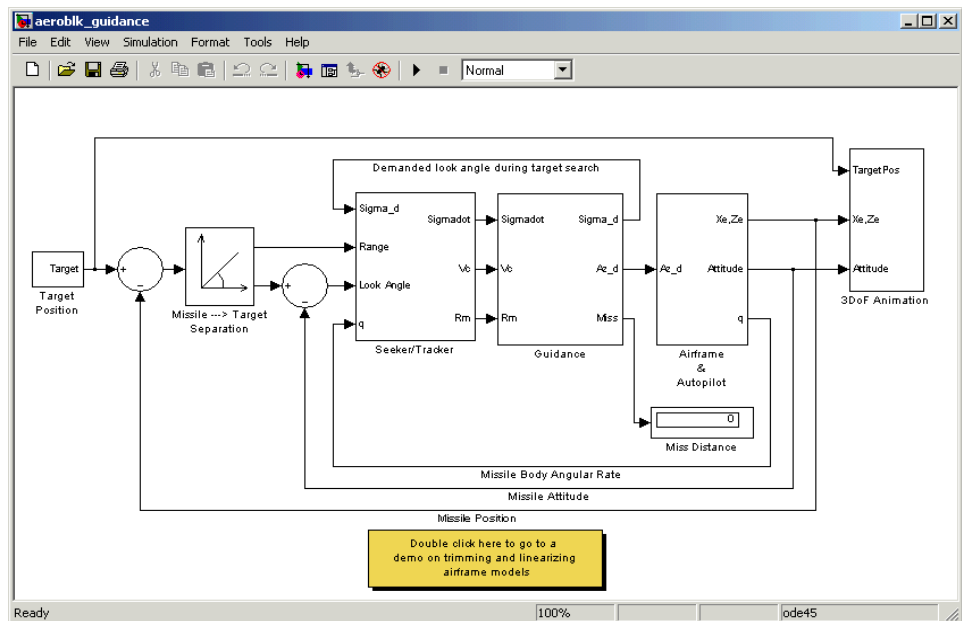 aeroblk_guidance
File Edit View Simulation Format Tools Help
Normal
Demanded look angle during target search
TargetPos
Sigma_d
Sigmadot
Sigmadot
Sigma_d
Xe,Ze
Xe,Ze
Range
Target
+
-
+
-
Vc
Vc
Az_d
Az_d
Attitude
Attitude
Look Angle
Target
Position
Missile ---> Target
Separation
3DoF Animation
q
Rm
Rm
Miss
q
Seeker/Tracker
Guidance
Airframe
&
Autopilot
0
Miss Distance
Missile Body Angular Rate
Missile Attitude
Missile Position
Double click here to go to a
demo on trimming and linearizing
airframe models
Ready
100%
ode45